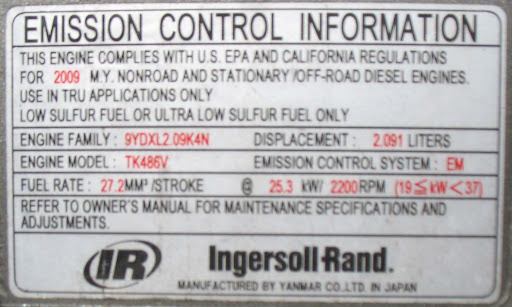 EMISSION CONTROL INFORMATION
THIS ENGINE COMPLIES WITH U.S. EPA AND CALIFORNIA REGULATIONS
FOR 2009 M.Y. NONROAD AND STATIONARY /OFF-ROAD DIESEL ENGINES.
USE IN TRU APPLICATIONS ONLY
LOW SULFUR FUEL OR ULTRA LOW SULFUR FUEL ONLY
ENGINE FAMILY : 9YDXL2.09K4N DISPLACEMENT : 2.091 LITERS
ENGINE MODEL : TK486V EMISSION CONTROL SYSTEM : EM
FUEL RATE : 27.2MM³ /STROKE @ 25.3 kW/ 2200RPM (19≦kW<37)
REFER TO OWNER'S MANUAL FOR MAINTENANCE SPECIFICATIONS AND
ADJUSTMENTS.
IR Ingersoll-Rand.
MANUFACTURED BY YANMAR CO.,LTD. IN JAPAN